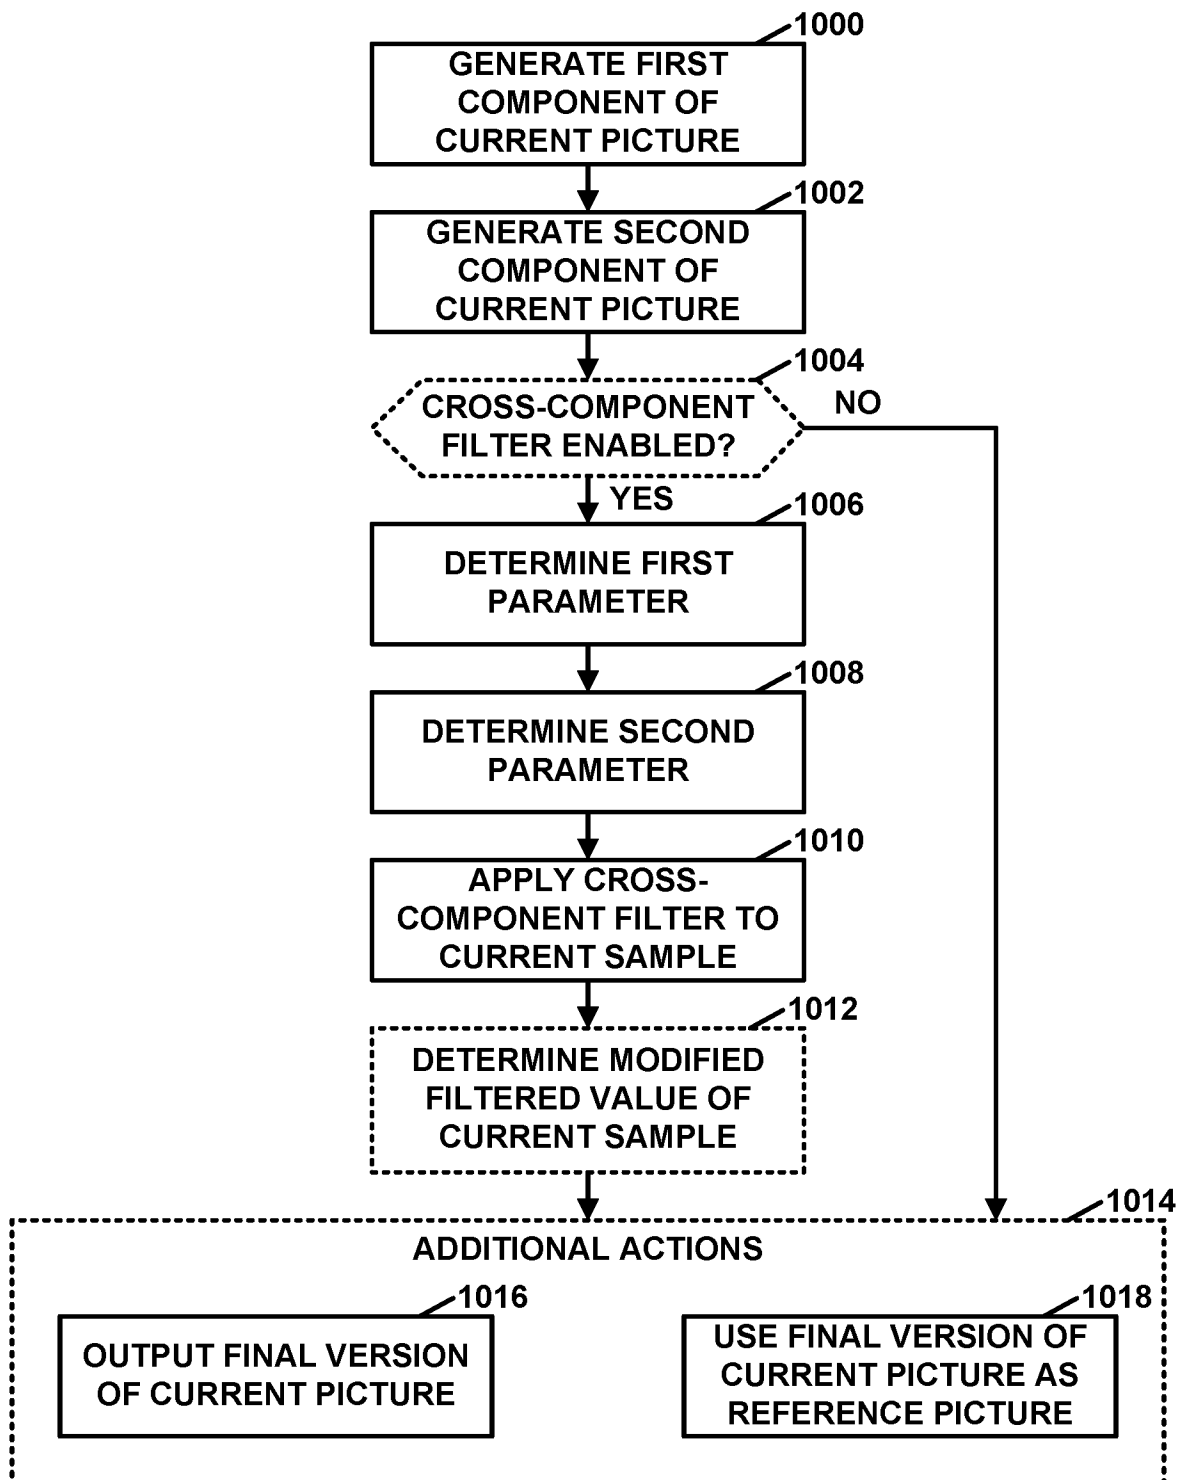 1000
GENERATE FIRST
COMPONENT OF
CURRENT PICTURE
1002
GENERATE SECOND
COMPONENT OF
CURRENT PICTURE
1004
CROSS-COMPONENT
FILTER ENABLED?
NO
YES
1006
DETERMINE FIRST
PARAMETER
1008
DETERMINE SECOND
PARAMETER
1010
APPLY CROSS-
COMPONENT FILTER TO
CURRENT SAMPLE
1012
DETERMINE MODIFIED
FILTERED VALUE OF
CURRENT SAMPLE
1014
ADDITIONAL ACTIONS
1016
OUTPUT FINAL VERSION
OF CURRENT PICTURE
1018
USE FINAL VERSION OF
CURRENT PICTURE AS
REFERENCE PICTURE